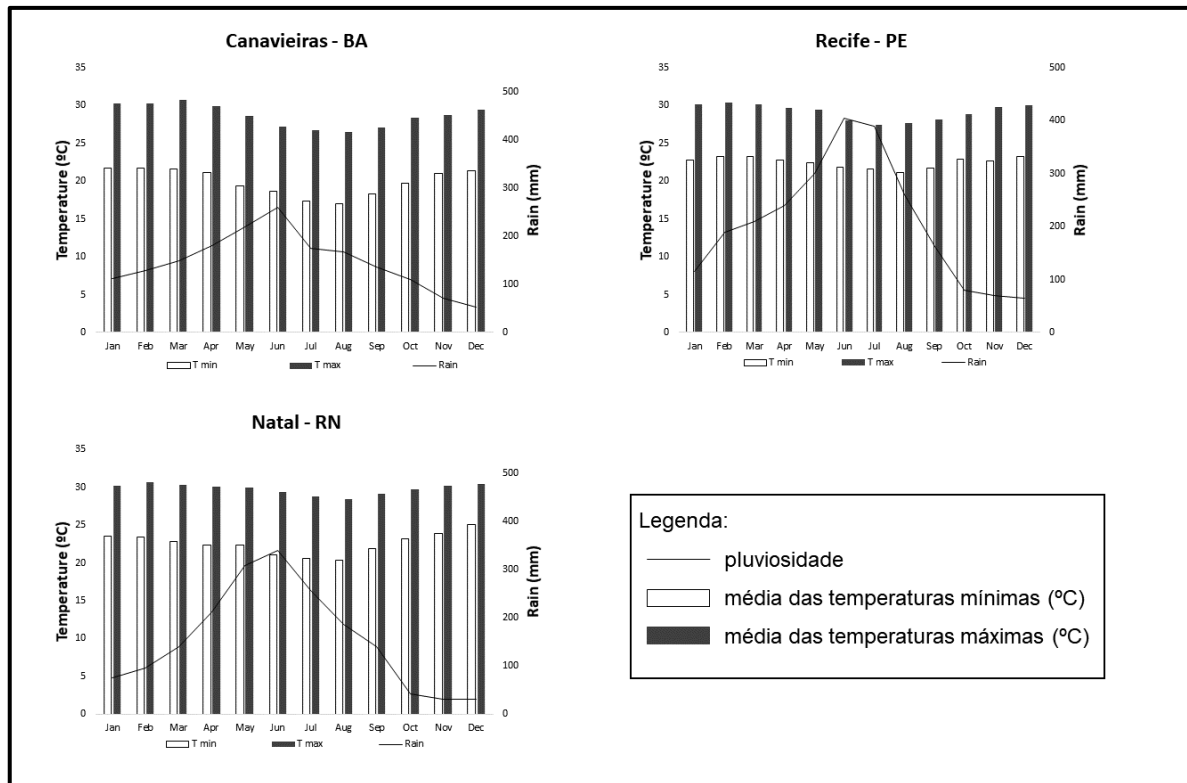 Canavieiras - BA
Temperature (ºC)
35
30
25
20
15
10
5
0
Rain (mm)
500
400
300
200
100
0
Jan Feb Mar Apr May Jun Jul Aug Sep Oct Nov Dec
T min T max Rain
Recife - PE
Temperature (ºC)
35
30
25
20
15
10
5
0
Rain (mm)
500
400
300
200
100
0
Jan Feb Mar Apr May Jun Jul Aug Sep Oct Nov Dec
T min T max Rain
Natal - RN
Temperature (ºC)
35
30
25
20
15
10
5
0
Rain (mm)
500
400
300
200
100
0
Jan Feb Mar Apr May Jun Jul Aug Sep Oct Nov Dec
T min T max Rain
Legenda:
pluviosidade
média das temperaturas mínimas (ºC)
média das temperaturas máximas (ºC)